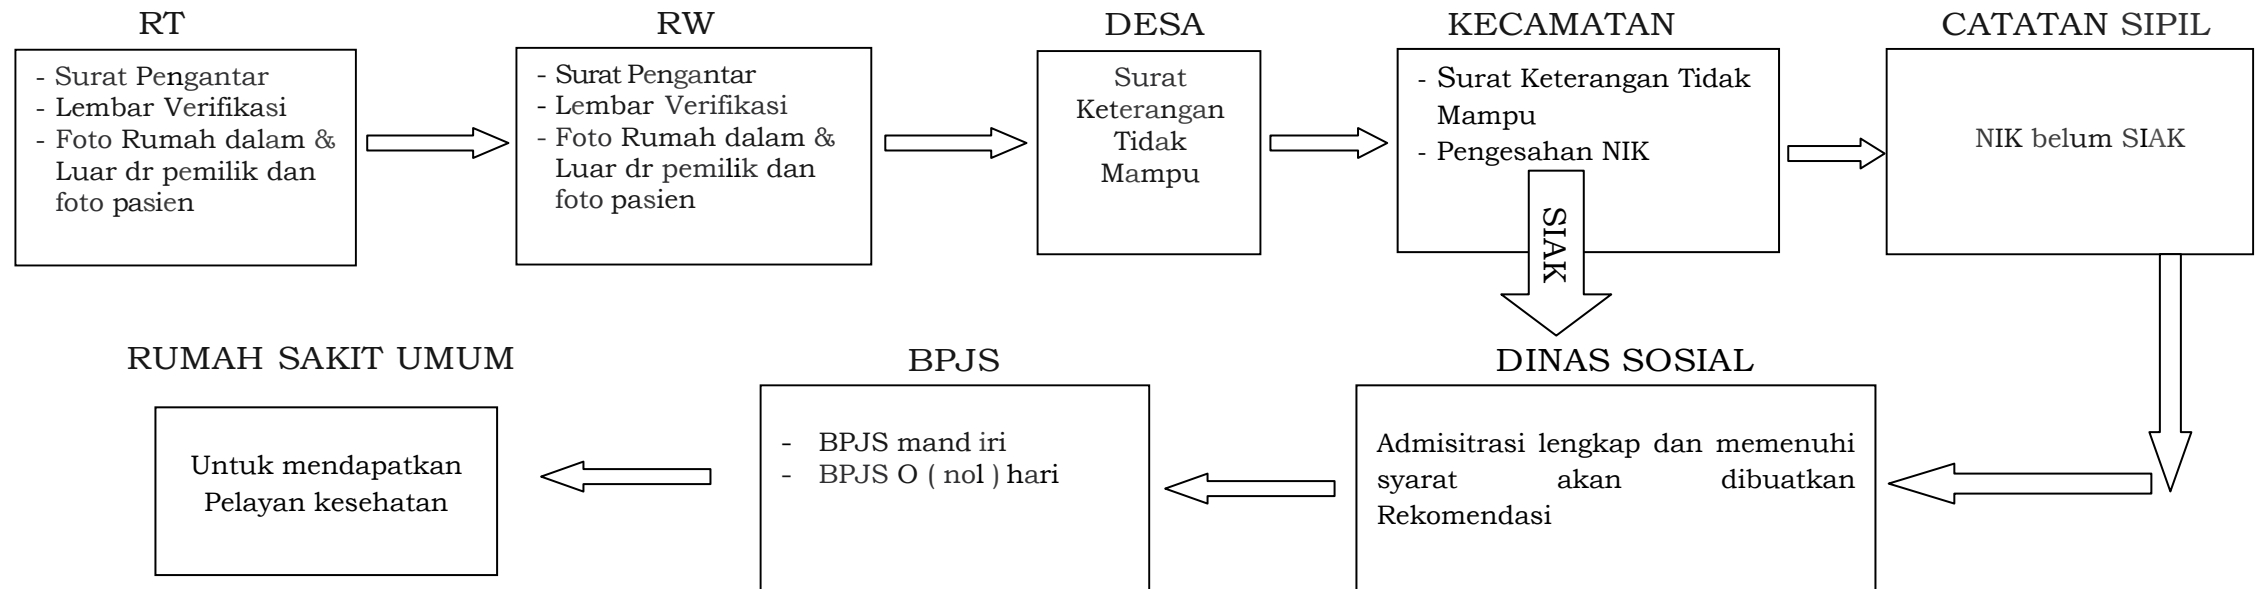 RT
- Surat Pengantar
- Lembar Verifikasi
- Foto Rumah dalam &
Luar dr pemilik dan
foto pasien
RW
- Surat Pengantar
- Lembar Verifikasi
- Foto Rumah dalam &
Luar dr pemilik dan
foto pasien
DESA
Surat
Keterangan
Tidak
Mampu
KECAMATAN
- Surat Keterangan Tidak
Mampu
- Pengesahan NIK
SIAK
CATATAN SIPIL
NIK belum SIAK
DINAS SOSIAL
Admisitrasi lengkap dan memenuhi
syarat akan dibuatkan
Rekomendasi
BPJS
- BPJS mand iri
- BPJS O ( nol ) hari
RUMAH SAKIT UMUM
Untuk mendapatkan
Pelayan kesehatan